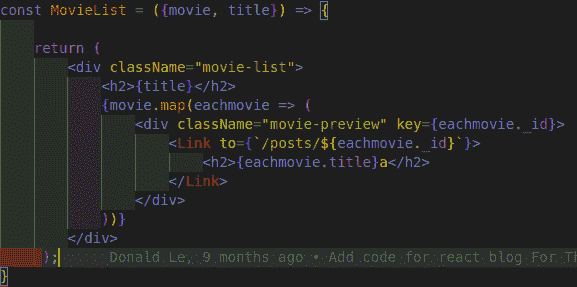 const MovieList = ({movie, title}) => {
return (
<div className="movie-list">
<h2>{title}</h2>
{movie.map(eachmovie => (
<div className="movie-preview" key={eachmovie._id}>
<Link to={`/posts/${eachmovie._id}`}>
<h2>{eachmovie.title}a</h2>
</Link>
</div>
))}
</div>
); Donald Le, 9 months ago • Add code for react blog For Th
}